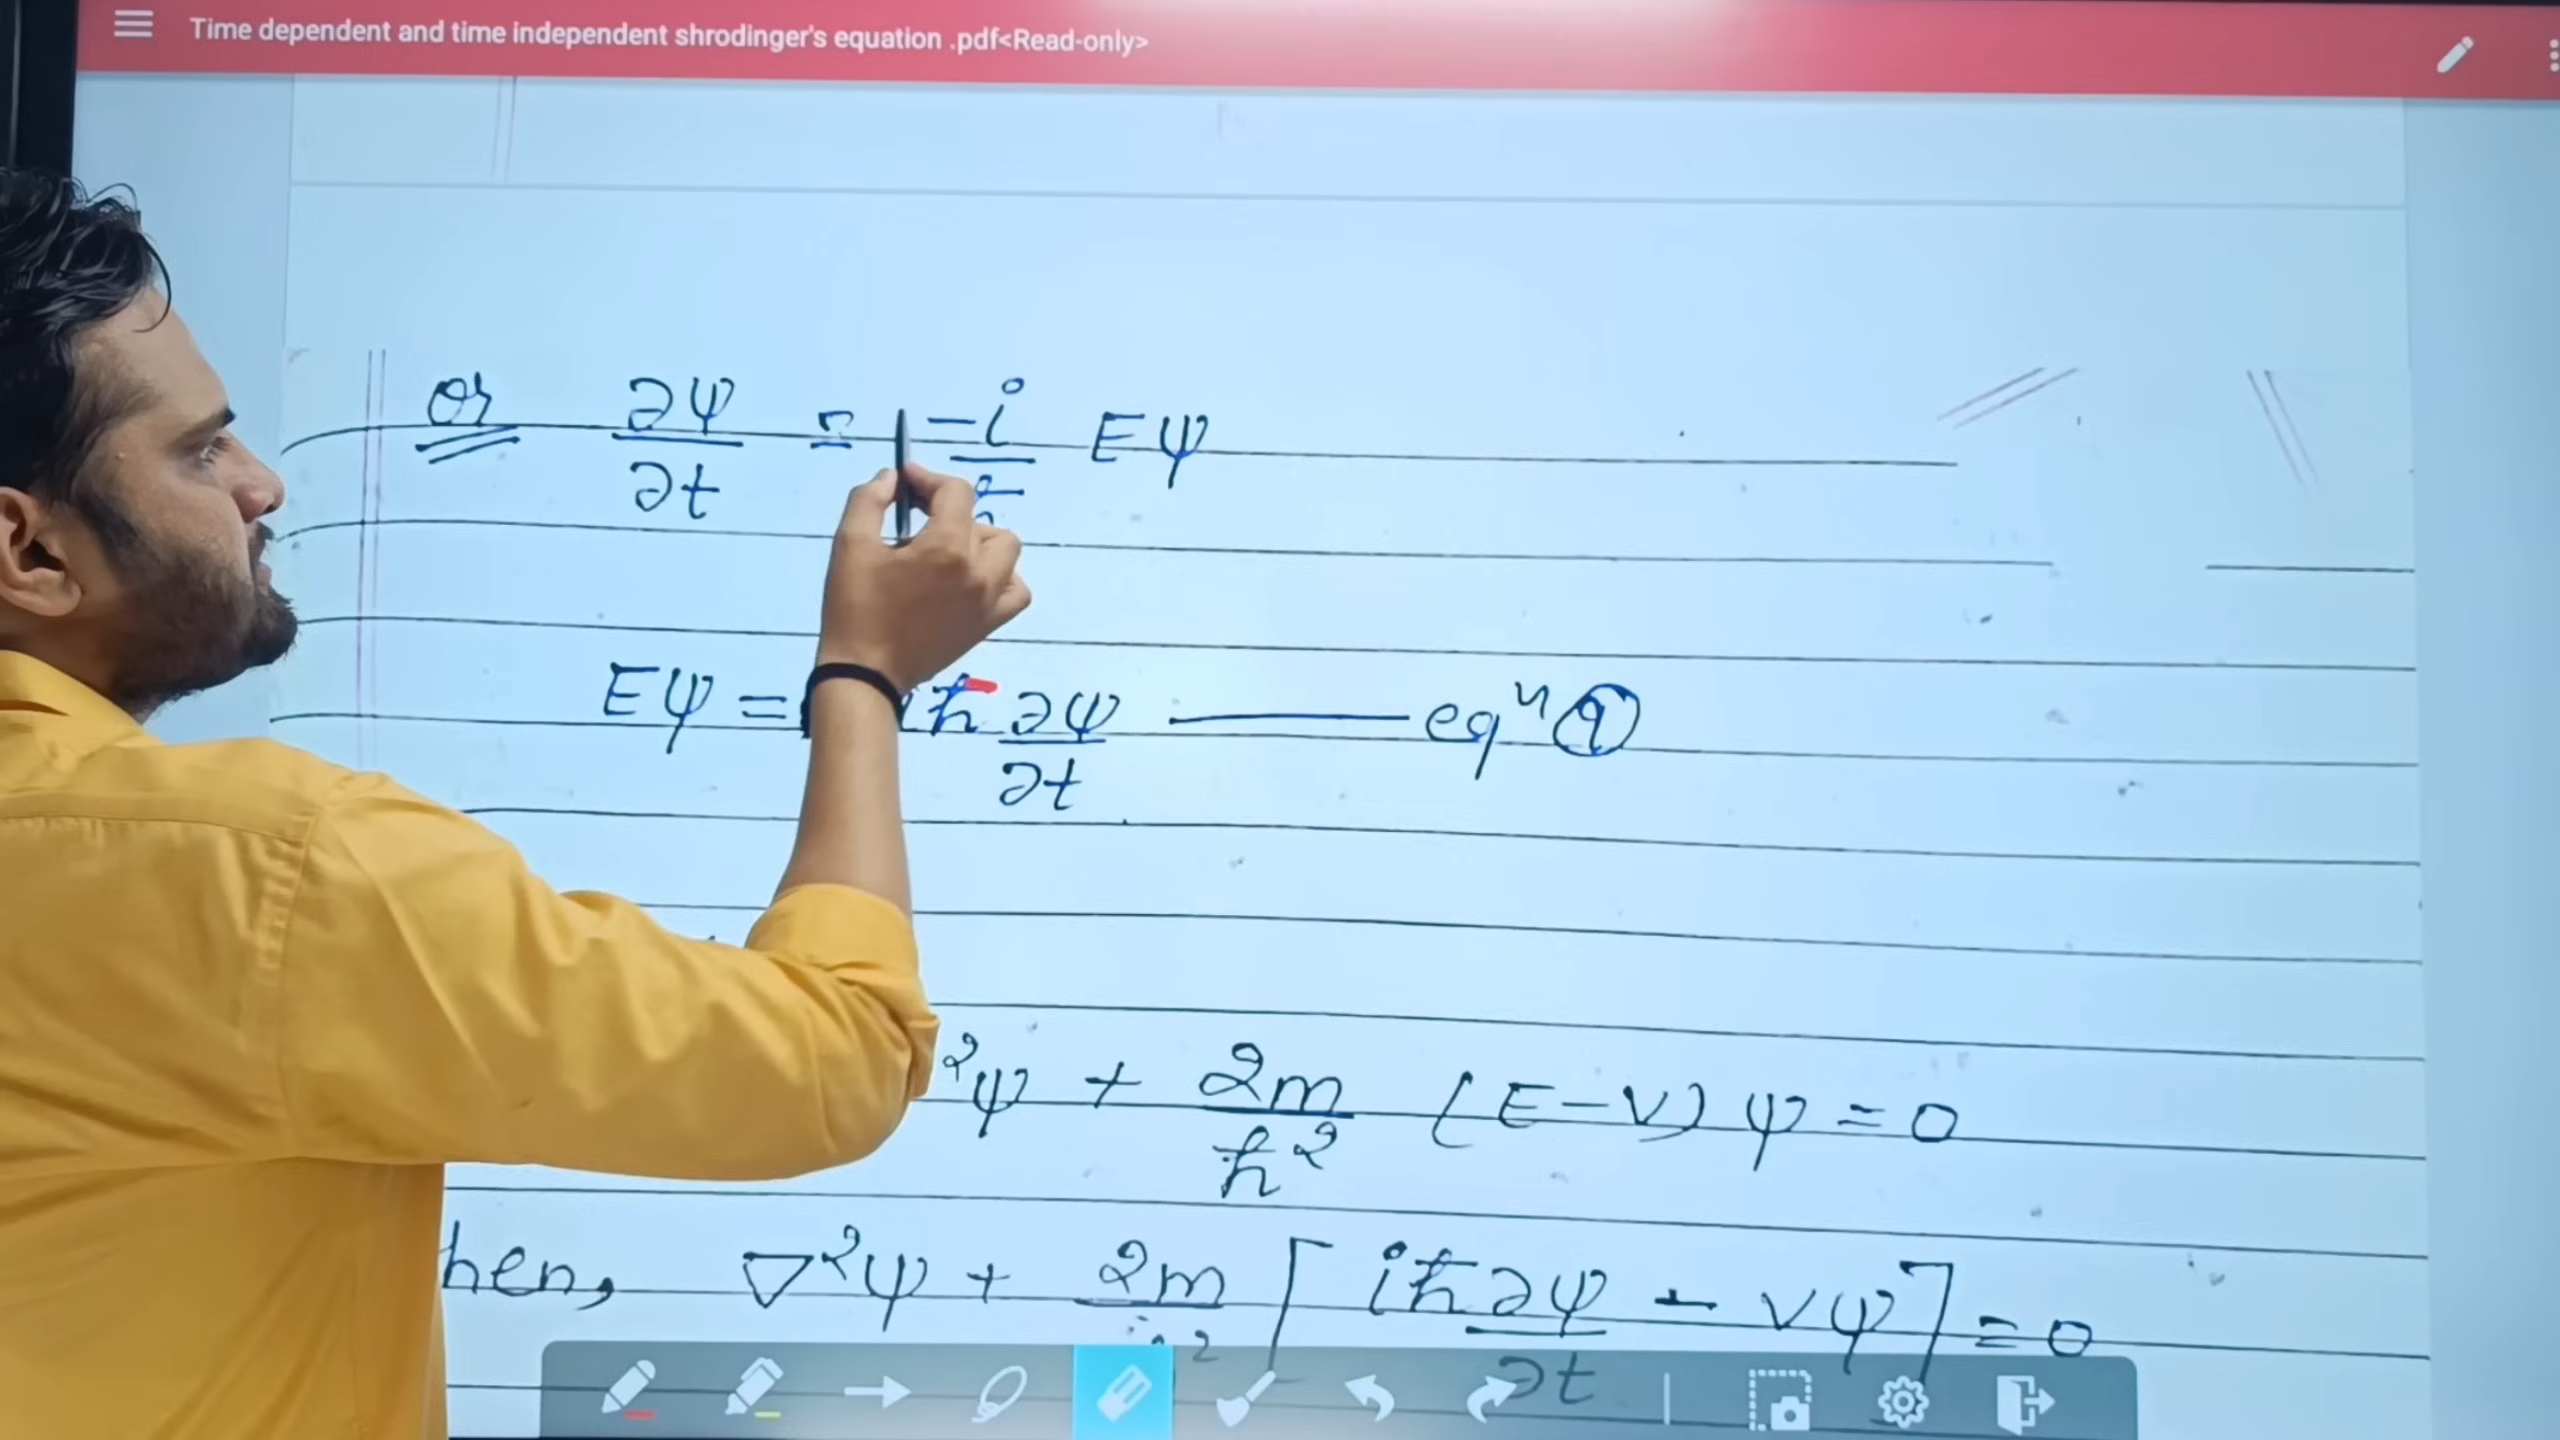 Time dependent and time independent shrodinger's equation .pdf<Read-only>
or ∂ψ/∂t = -i/ħ Eψ
Eψ = iħ ∂ψ/∂t —— eqⁿ 9
²ψ + 2m/ħ² (E-V) ψ = 0
hen, ∇²ψ + 2m/ħ² [iħ ∂ψ/∂t - Vψ] = 0